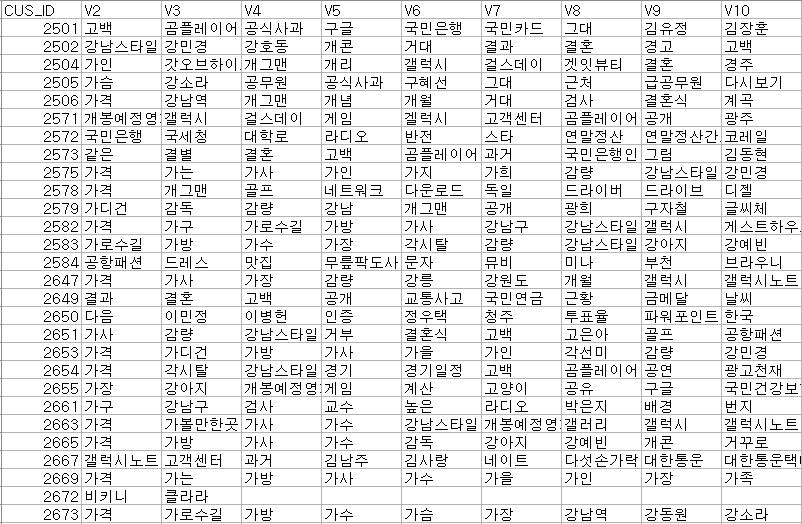 CUS_ID V2 V3 V4 V5 V6 V7 V8 V9 V10
2501 고백 곰플레이어 공식사과 구글 국민은행 국민카드 그대 김유정 김장훈
2502 강남스타일 강민경 강호동 개콘 거대 결과 결혼 경고 고백
2504 가인 갓오브하이 개그맨 개리 갤럭시 걸스데이 겟잇뷰티 결혼 경주
2505 가슴 강소라 공무원 공식사과 구혜선 그대 근처 급공무원 다시보기
2506 가격 강남역 개그맨 개념 개월 거대 검사 결혼식 계곡
2571 개봉예정영 갤럭시 걸스데이 게임 겔럭시 고객센터 곰플레이어 공개 광주
2572 국민은행 국세청 대학로 라디오 반전 스타 연말정산 연말정산간 코레일
2573 같은 결별 결혼 고백 곰플레이어 과거 국민은행인 그림 김동현
2575 가격 가는 가사 가인 가지 가희 감량 강남스타일 강민경
2578 가격 개그맨 골프 네트워크 다운로드 독일 드라이버 드라이브 디젤
2579 가디건 감독 감량 강남 개그맨 공개 광희 구자철 글씨체
2582 가격 가구 가로수길 가방 가사 강남구 강남스타일 갤럭시 게스트하우
2583 가로수길 가방 가수 가장 각시탈 감량 강남스타일 강아지 강예빈
2584 공항패션 드레스 맛집 무릎팍도사 문자 뮤비 미나 부천 브라우니
2647 가격 가사 가장 감량 강릉 강원도 개월 갤럭시 갤럭시노트
2649 결과 결혼 고백 공개 교통사고 국민연금 근황 금메달 날씨
2650 다음 이민정 이병헌 인증 정우택 청주 투표율 파워포인트 한국
2651 가사 감량 강남스타일 거부 결혼식 고백 고은아 골프 공항패션
2653 가격 가디건 가방 가사 가을 가인 각선미 감량 강민경
2654 가격 각시탈 강남스타일 경기 경기일정 고백 곰플레이어 공연 광고천재
2655 가장 강아지 개봉예정영 게임 계산 고양이 공유 구글 국민건강보
2661 가구 강남구 검사 교수 높은 라디오 박은지 배경 번지
2663 가격 가볼만한곳 가사 가수 강남스타일 개봉예정영 갤러리 갤럭시 갤럭시노트
2665 가격 가방 가사 가수 감독 강아지 강예빈 개콘 거꾸로
2667 갤럭시노트 고객센터 과거 김남주 김사랑 네이트 다섯손가락 대한통운 대한통운택
2669 가격 가는 가방 가사 가수 가을 가인 가장 가족
2672 비키니 클라라
2673 가격 가로수길 가방 가수 가슴 가장 강남역 강동원 강소라